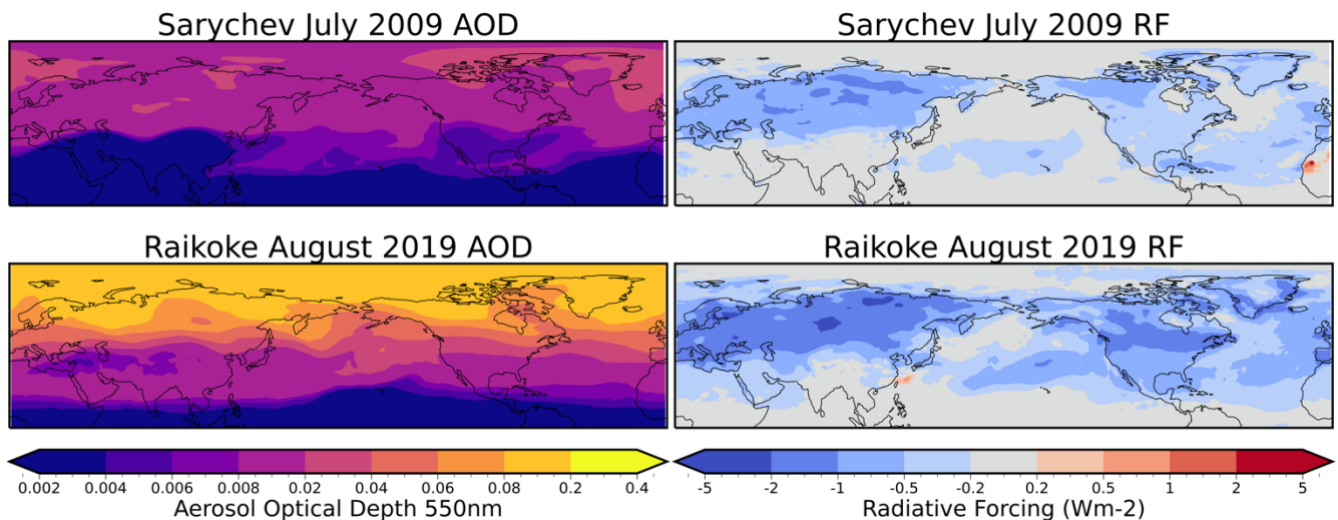 Sarychev July 2009 AOD
Sarychev July 2009 RF
Raikoke August 2019 AOD
Raikoke August 2019 RF
0.002 0.004 0.006 0.008 0.02 0.04 0.06 0.08 0.2 0.4
Aerosol Optical Depth 550nm
-5 -2 -1 -0.5 -0.2 0.2 0.5 1 2 5
Radiative Forcing (Wm-2)